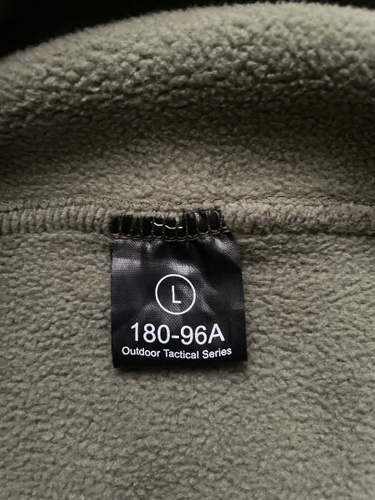 L
180-96A
Outdoor Tactical Series